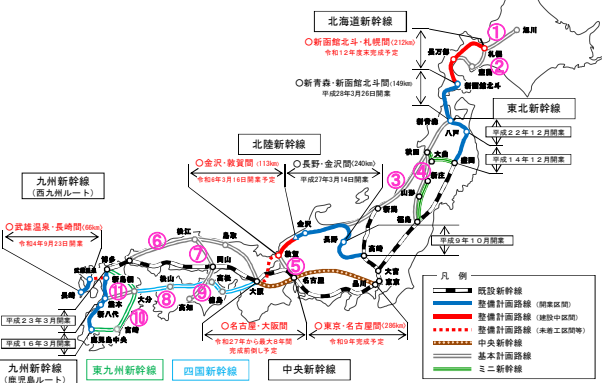 北海道新幹線
○新函館北斗・札幌間(212km)
令和12年度末完成予定
①
旭川
札幌
長万部
室蘭
②
新函館北斗
○新青森・新函館北斗間(149km)
平成28年3月26日開業
東北新幹線
新青森
八戸
平成22年12月開業
平成14年12月開業
盛岡
秋田
大曲
④
新庄
③
山形
福島
新潟
北陸新幹線
○金沢・敦賀間(113km)
令和6年3月16日開業予定
○長野・金沢間(240km)
平成27年3月14日開業
金沢
長野
高崎
平成9年10月開業
大宮
東京
品川
名古屋
敦賀
⑤
大阪
九州新幹線
(西九州ルート)
○武雄温泉・長崎間(66km)
令和4年9月23日開業
⑥
松江
鳥取
⑦
岡山
博多
武雄温泉
新鳥栖
長崎
⑪
大分
熊本
新八代
松山
⑧
高知
⑨
高松
徳島
⑩
宮崎
鹿児島中央
平成23年3月開業
平成16年3月開業
○名古屋・大阪間
令和27年から最大8年間
完成前倒し予定
○東京・名古屋間(286km)
令和9年完成予定
九州新幹線
(鹿児島ルート)
東九州新幹線
四国新幹線
中央新幹線
凡 例
既設新幹線
整備計画路線(開業区間)
整備計画路線(建設中区間)
整備計画路線(未着工区間等)
中央新幹線
基本計画路線
ミニ新幹線